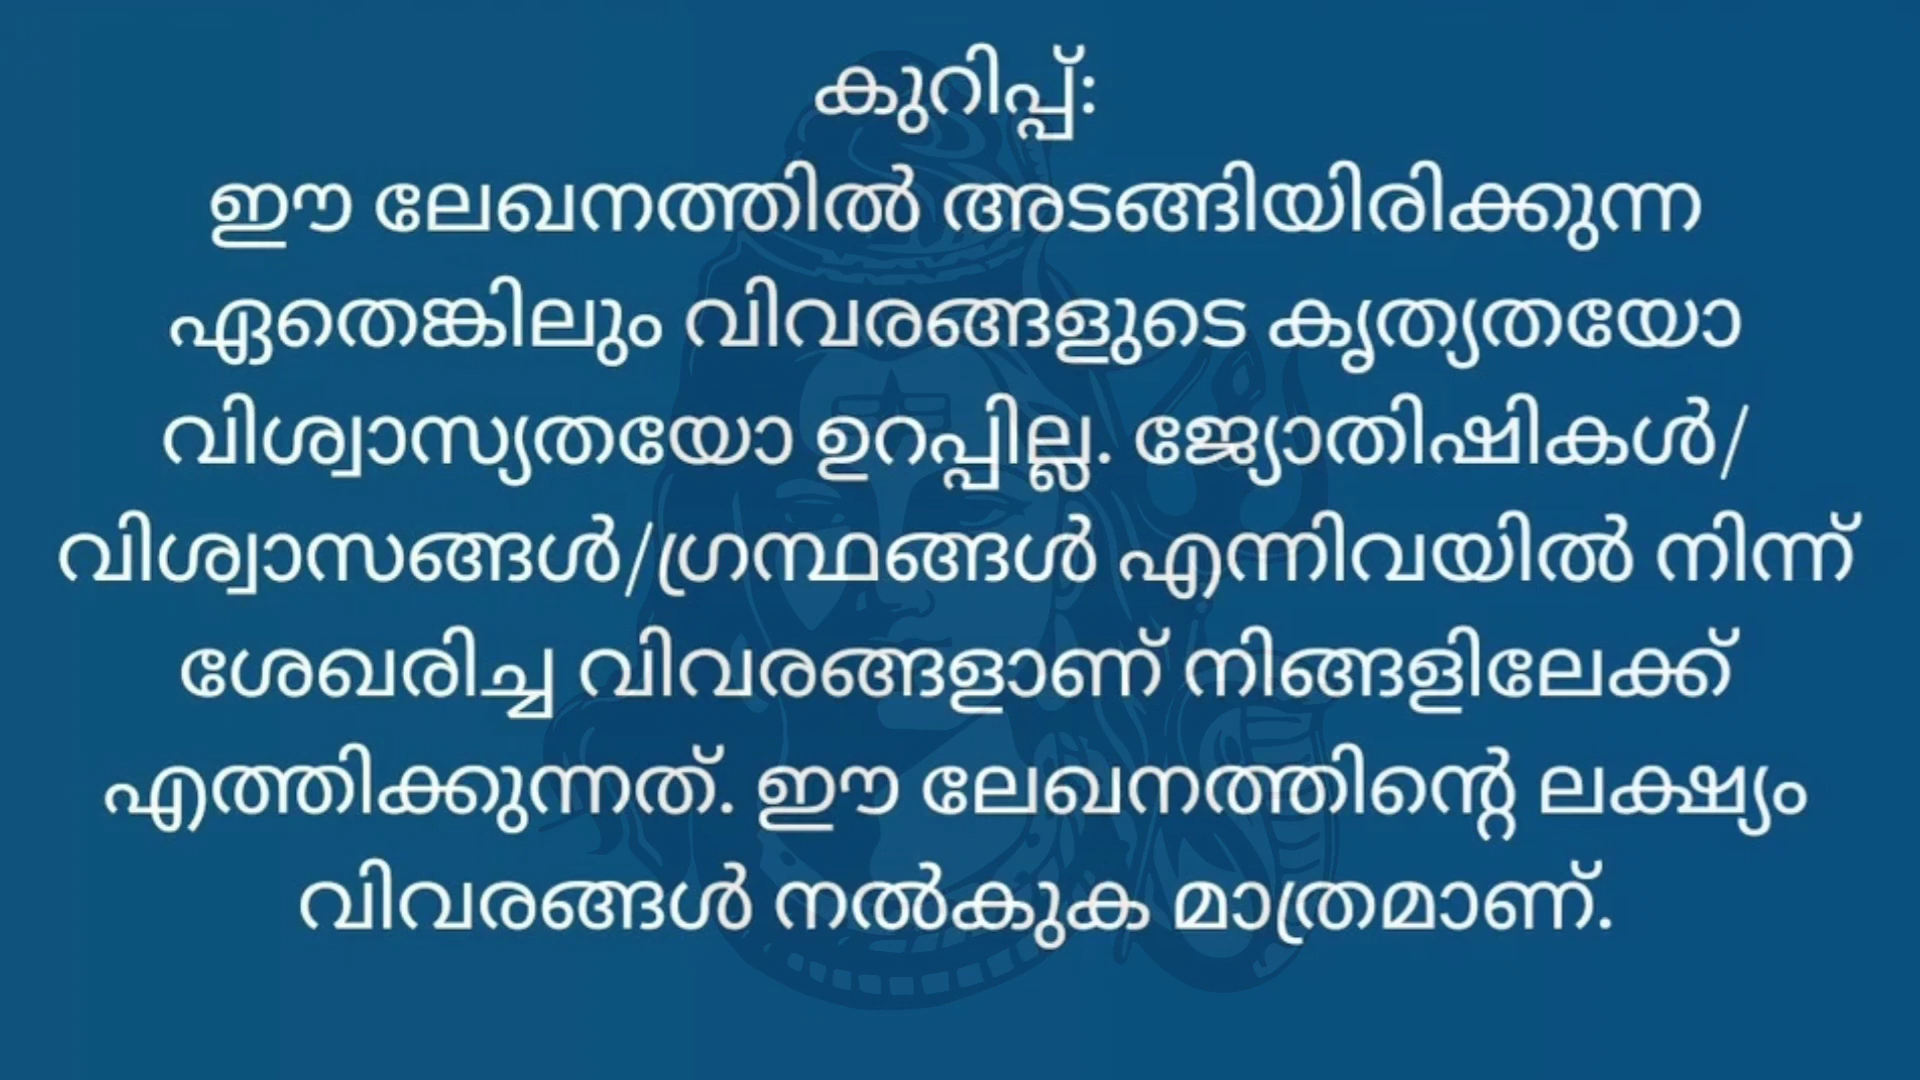 കുറിപ്പ്:
ഈ ലേഖനത്തിൽ അടങ്ങിയിരിക്കുന്ന
ഏതെങ്കിലും വിവരങ്ങളുടെ കൃത്യതയോ
വിശ്വാസ്യതയോ ഉറപ്പില്ല. ജ്യോതിഷികൾ/
വിശ്വാസങ്ങൾ/ഗ്രന്ഥങ്ങൾ എന്നിവയിൽ നിന്ന്
ശേഖരിച്ച വിവരങ്ങളാണ് നിങ്ങളിലേക്ക്
എത്തിക്കുന്നത്. ഈ ലേഖനത്തിന്റെ ലക്ഷ്യം
വിവരങ്ങൾ നൽകുക മാത്രമാണ്.